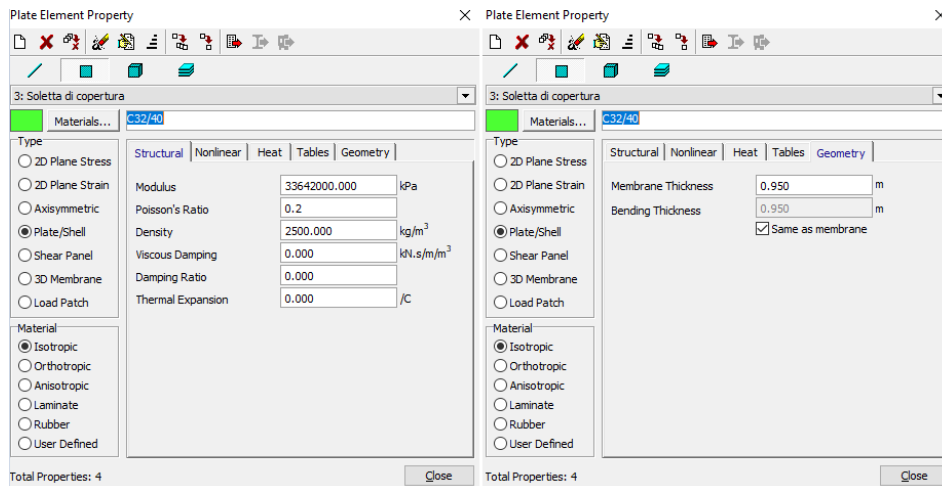 Plate Element Property
3: Soletta di copertura
Materials...
C32/40
Type
2D Plane Stress
2D Plane Strain
Axisymmetric
Plate/Shell
Shear Panel
3D Membrane
Load Patch
Material
Isotropic
Orthotropic
Anisotropic
Laminate
Rubber
User Defined
Structural Nonlinear Heat Tables Geometry
Modulus 33642000.000 kPa
Poisson's Ratio 0.2
Density 2500.000 kg/m³
Viscous Damping 0.000 kN.s/m/m³
Damping Ratio 0.000
Thermal Expansion 0.000 /C
Total Properties: 4
Close
Plate Element Property
3: Soletta di copertura
Materials...
C32/40
Type
2D Plane Stress
2D Plane Strain
Axisymmetric
Plate/Shell
Shear Panel
3D Membrane
Load Patch
Material
Isotropic
Orthotropic
Anisotropic
Laminate
Rubber
User Defined
Structural Nonlinear Heat Tables Geometry
Membrane Thickness 0.950 m
Bending Thickness 0.950 m
Same as membrane
Total Properties: 4
Close